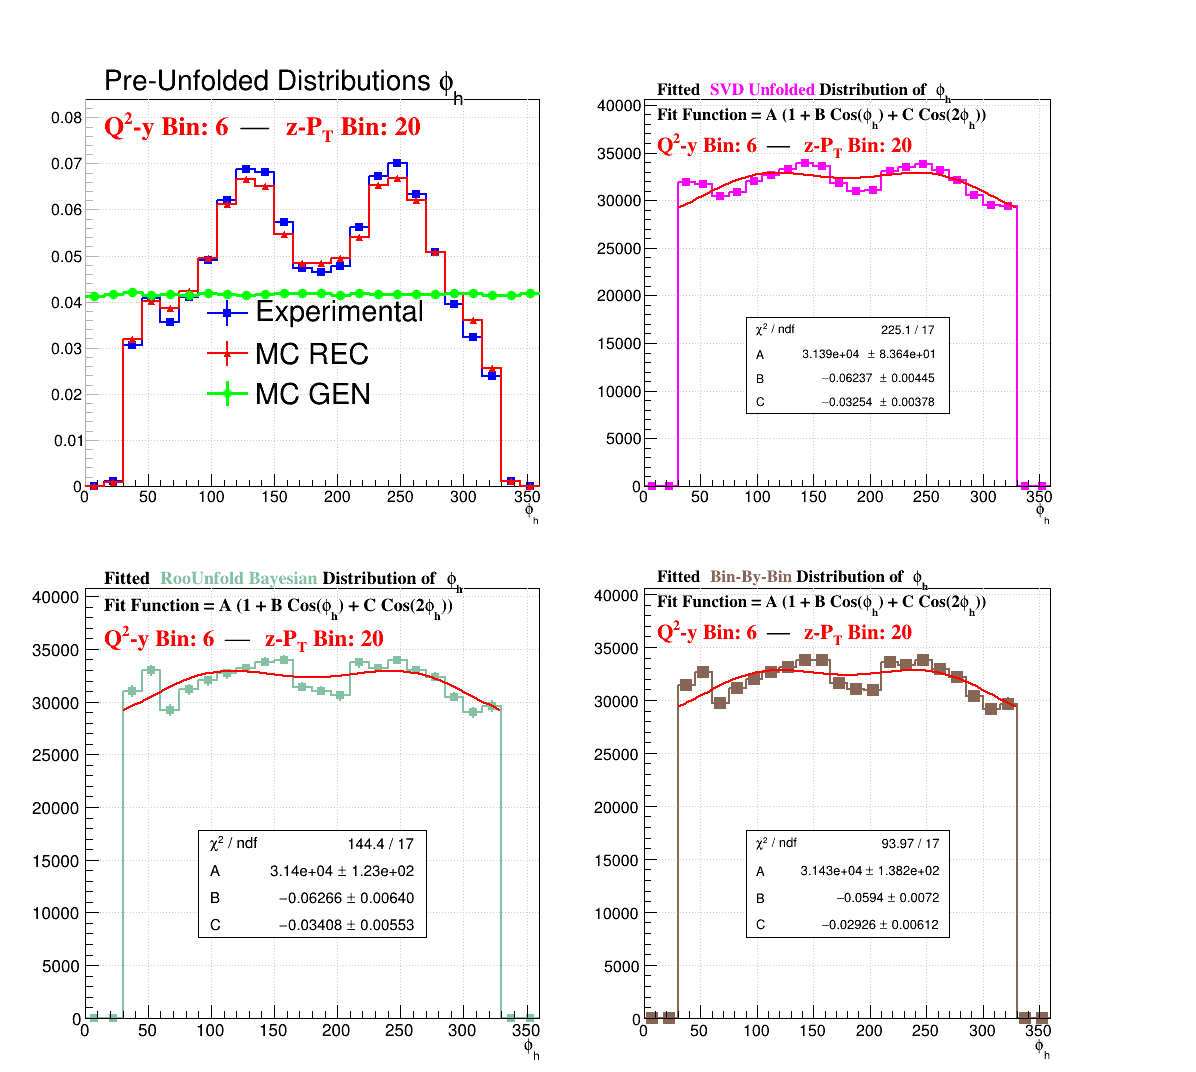 Pre-Unfolded Distributions ϕh
Q²-y Bin: 6 — z-PT Bin: 20
0.08
0.07
0.06
0.05
0.04
0.03
0.02
0.01
0
Experimental
MC REC
MC GEN
0 50 100 150 200 250 300 350
ϕh
Fitted SVD Unfolded Distribution of ϕh
Fit Function = A (1 + B Cos(ϕh) + C Cos(2ϕh))
Q²-y Bin: 6 — z-PT Bin: 20
40000
35000
30000
25000
20000
15000
10000
5000
0
χ² / ndf 225.1 / 17
A 3.139e+04 ± 8.364e+01
B −0.06237 ± 0.00445
C −0.03254 ± 0.00378
0 50 100 150 200 250 300 350
ϕh
Fitted RooUnfold Bayesian Distribution of ϕh
Fit Function = A (1 + B Cos(ϕh) + C Cos(2ϕh))
Q²-y Bin: 6 — z-PT Bin: 20
40000
35000
30000
25000
20000
15000
10000
5000
0
χ² / ndf 144.4 / 17
A 3.14e+04 ± 1.23e+02
B −0.06266 ± 0.00640
C −0.03408 ± 0.00553
0 50 100 150 200 250 300 350
ϕh
Fitted Bin-By-Bin Distribution of ϕh
Fit Function = A (1 + B Cos(ϕh) + C Cos(2ϕh))
Q²-y Bin: 6 — z-PT Bin: 20
40000
35000
30000
25000
20000
15000
10000
5000
0
χ² / ndf 93.97 / 17
A 3.143e+04 ± 1.382e+02
B −0.0594 ± 0.0072
C −0.02926 ± 0.00612
0 50 100 150 200 250 300 350
ϕh